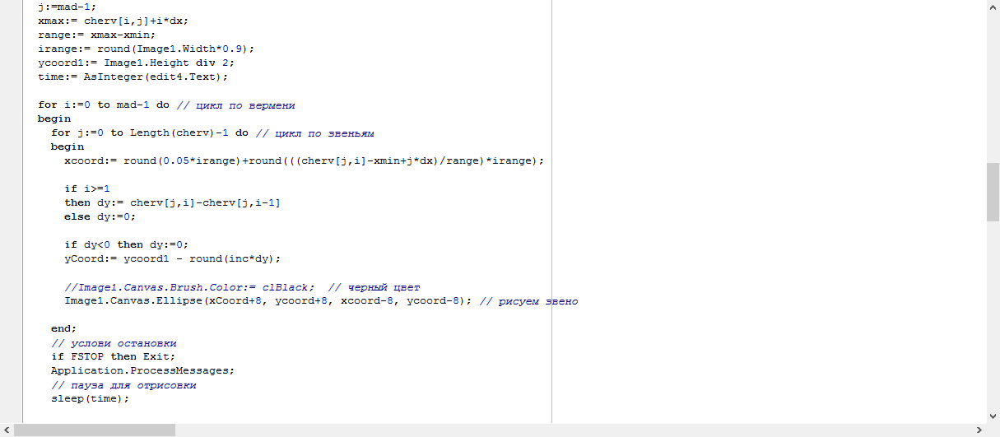 j:=mad-1;
xmax:= cherv[i,j]+i*dx;
range:= xmax-xmin;
irange:= round(Image1.Width*0.9);
ycoord1:= Image1.Height div 2;
time:= AsInteger(edit4.Text);
for i:=0 to mad-1 do // цикл по вермени
begin
for j:=0 to Length(cherv)-1 do // цикл по звеньям
begin
xcoord:= round(0.05*irange)+round(((cherv[j,i]-xmin+j*dx)/range)*irange);
if i>=1
then dy:= cherv[j,i]-cherv[j,i-1]
else dy:=0;
if dy<0 then dy:=0;
yCoord:= ycoord1 - round(inc*dy);
//Image1.Canvas.Brush.Color:= clBlack;  // черный цвет
Image1.Canvas.Ellipse(xCoord+8, ycoord+8, xcoord-8, ycoord-8); // рисуем звено
end;
// услови остановки
if FSTOP then Exit;
Application.ProcessMessages;
// пауза для отрисовки
sleep(time);